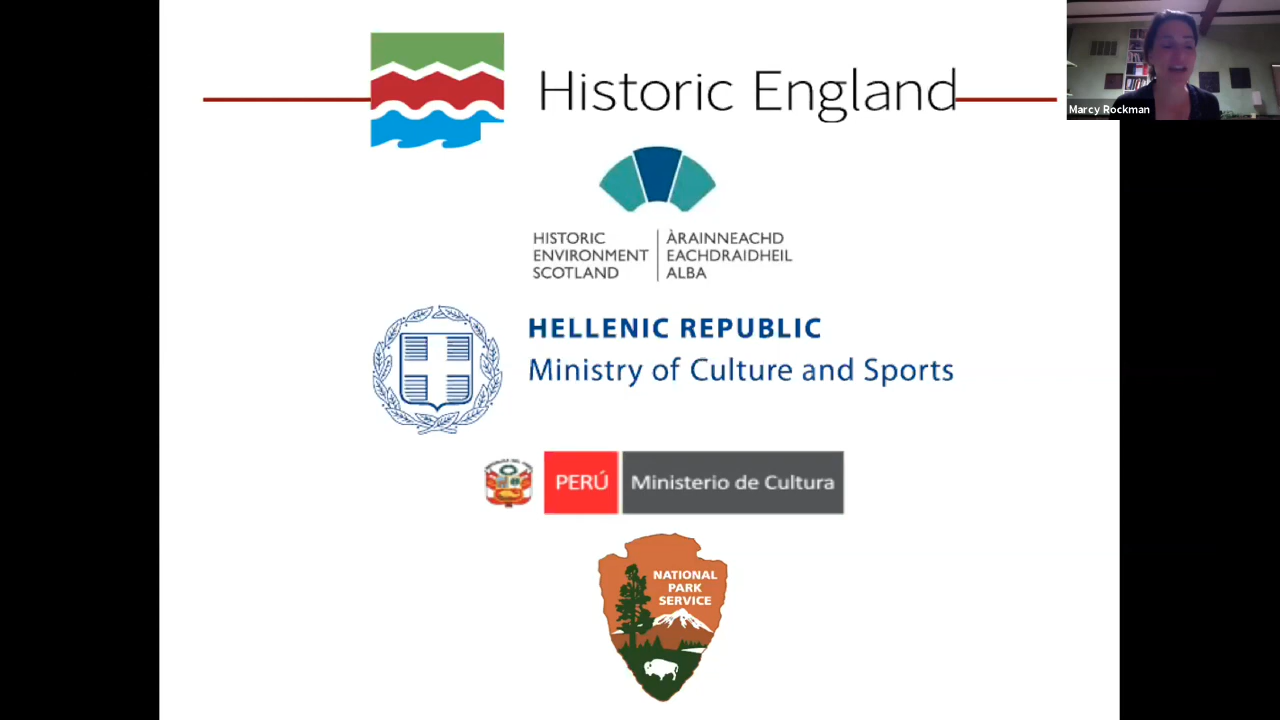 Historic England
Marcy Rockman
HISTORIC
ENVIRONMENT
SCOTLAND
ÀRAINNEACHD
EACHDRAIDHEIL
ALBA
HELLENIC REPUBLIC
Ministry of Culture and Sports
PERÚ
Ministerio de Cultura
NATIONAL
PARK
SERVICE